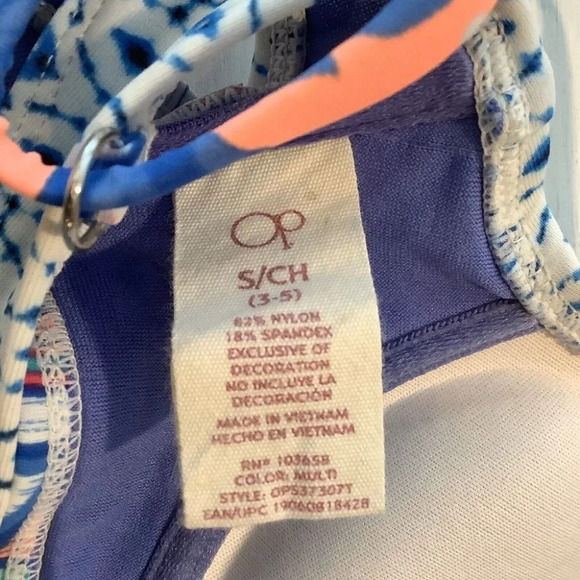 Op
S/CH
(3-5)
82% NYLON
18% SPANDEX
EXCLUSIVE OF
DECORATION
NO INCLUYE LA
DECORACIÓN
MADE IN VIETNAM
HECHO EN VIETNAM
RN# 103658
COLOR: MULTI
STYLE: OPS37307T
EAN/UPC 19060818428